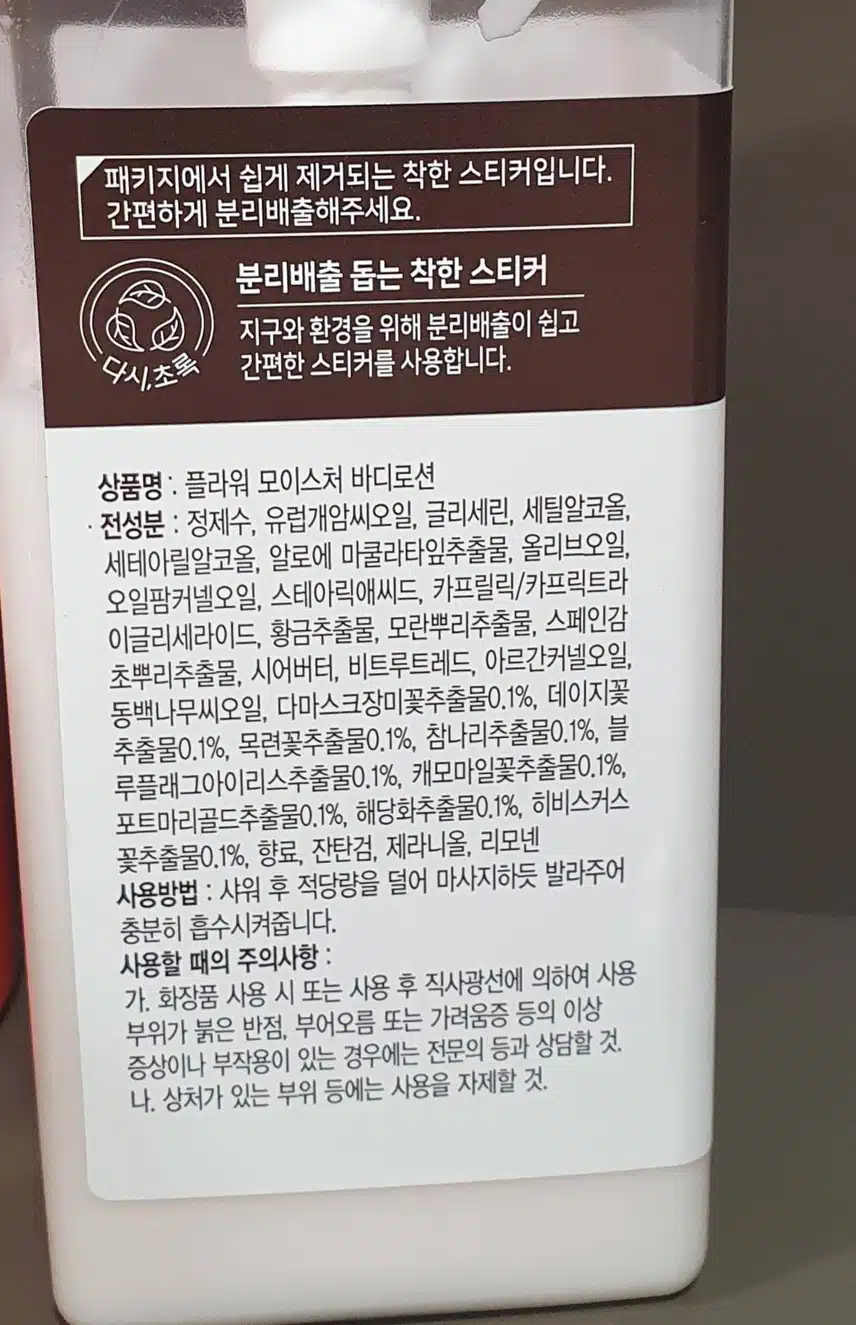 패키지에서 쉽게 제거되는 착한 스티커입니다.
간편하게 분리배출해주세요.
분리배출 돕는 착한 스티커
지구와 환경을 위해 분리배출이 쉽고
간편한 스티커를 사용합니다.
다시,초록
상품명 : 플라워 모이스처 바디로션
· 전성분 : 정제수, 유럽개암씨오일, 글리세린, 세틸알코올,
세테아릴알코올, 알로에 마쿨라타잎추출물, 올리브오일,
오일팜커넬오일, 스테아릭애씨드, 카프릴릭/카프릭트라
이글리세라이드, 황금추출물, 모란뿌리추출물, 스페인감
초뿌리추출물, 시어버터, 비트루트레드, 아르간커넬오일,
동백나무씨오일, 다마스크장미꽃추출물0.1%, 데이지꽃
추출물0.1%, 목련꽃추출물0.1%, 참나리추출물0.1%, 블
루플래그아이리스추출물0.1%, 캐모마일꽃추출물0.1%,
포트마리골드추출물0.1%, 해당화추출물0.1%, 히비스커스
꽃추출물0.1%, 향료, 잔탄검, 제라니올, 리모넨
사용방법 : 샤워 후 적당량을 덜어 마사지하듯 발라주어
충분히 흡수시켜줍니다.
사용할 때의 주의사항 :
가. 화장품 사용 시 또는 사용 후 직사광선에 의하여 사용
부위가 붉은 반점, 부어오름 또는 가려움증 등의 이상
증상이나 부작용이 있는 경우에는 전문의 등과 상담할 것.
나. 상처가 있는 부위 등에는 사용을 자제할 것.